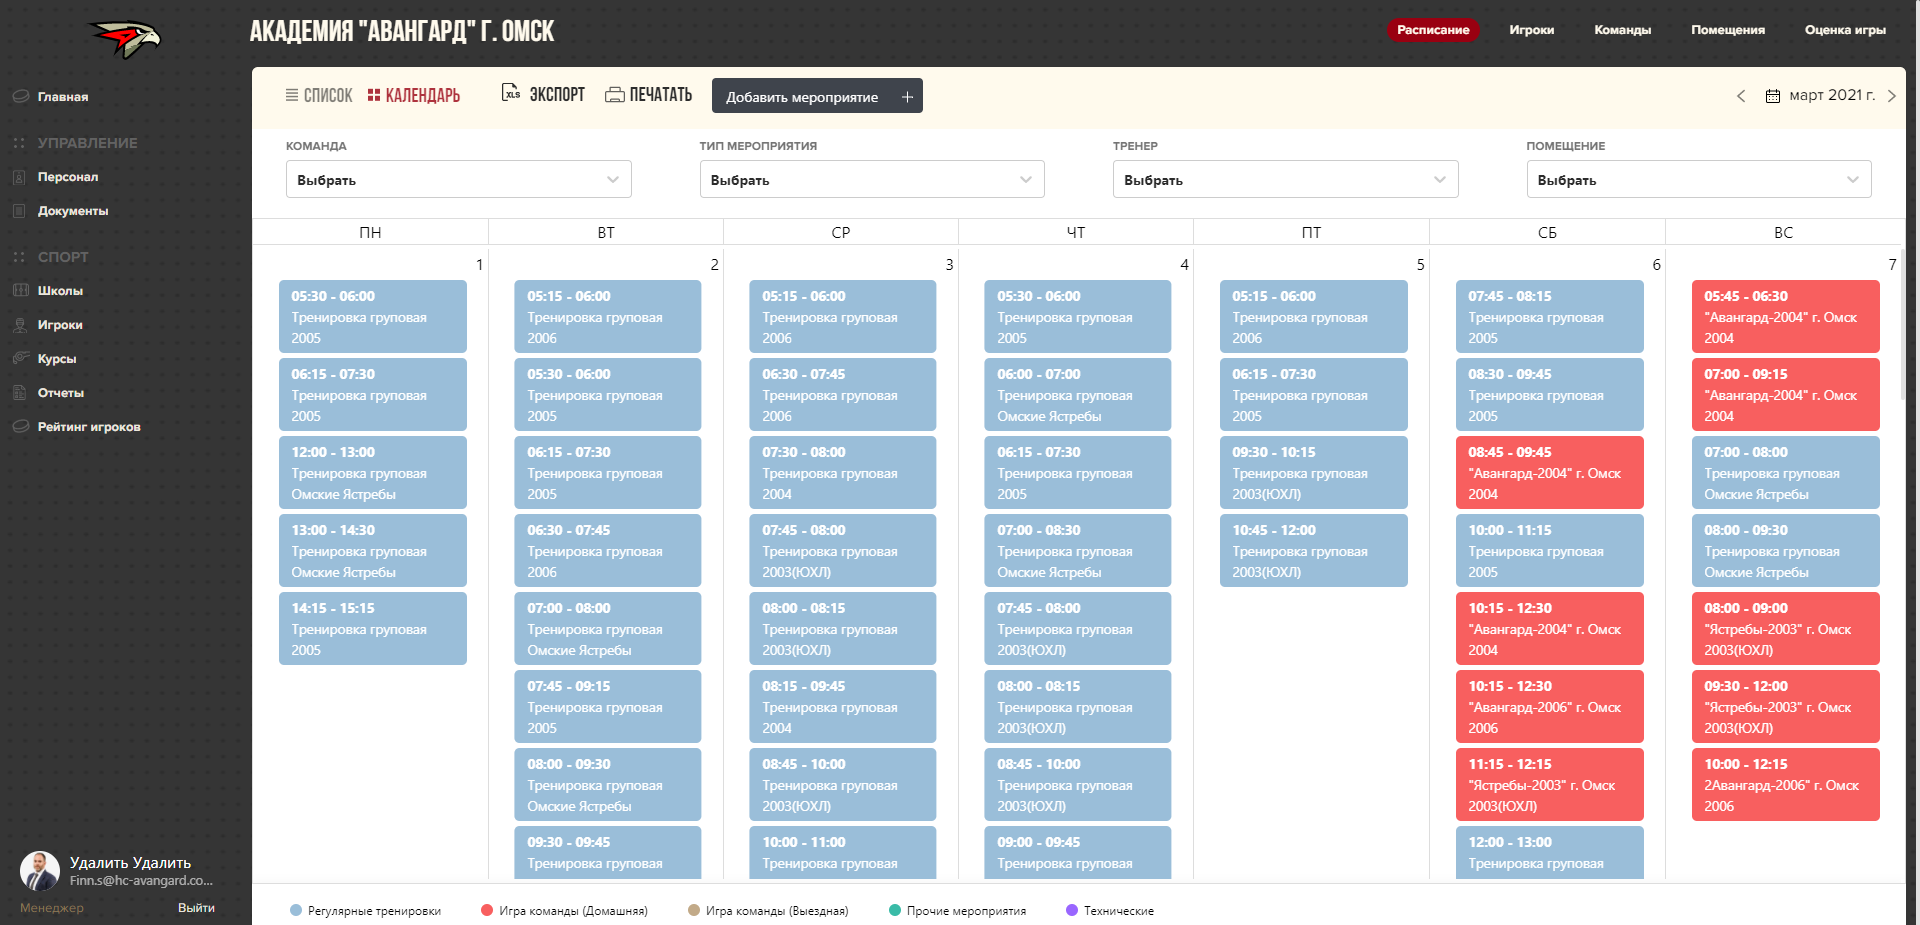 АКАДЕМИЯ "АВАНГАРД" Г. ОМСК
Расписание
Игроки
Команды
Помещения
Оценка игры
Главная
УПРАВЛЕНИЕ
Персонал
Документы
СПОРТ
Школы
Игроки
Курсы
Отчеты
Рейтинг игроков
Удалить Удалить
Finn.s@hc-avangard.co...
Менеджер
Выйти
СПИСОК
КАЛЕНДАРЬ
XLS
ЭКСПОРТ
ПЕЧАТАТЬ
Добавить мероприятие +
март 2021 г.
КОМАНДА
Выбрать
ТИП МЕРОПРИЯТИЯ
Выбрать
ТРЕНЕР
Выбрать
ПОМЕЩЕНИЕ
Выбрать
ПН
ВТ
СР
ЧТ
ПТ
СБ
ВС
1
05:30 - 06:00
Тренировка груповая
2005
06:15 - 07:30
Тренировка груповая
2005
12:00 - 13:00
Тренировка груповая
Омские Ястребы
13:00 - 14:30
Тренировка груповая
Омские Ястребы
14:15 - 15:15
Тренировка груповая
2005
2
05:15 - 06:00
Тренировка груповая
2006
05:30 - 06:00
Тренировка груповая
2005
06:15 - 07:30
Тренировка груповая
2005
06:30 - 07:45
Тренировка груповая
2006
07:00 - 08:00
Тренировка груповая
Омские Ястребы
07:45 - 09:15
Тренировка груповая
2005
08:00 - 09:30
Тренировка груповая
Омские Ястребы
09:30 - 09:45
Тренировка груповая
3
05:15 - 06:00
Тренировка груповая
2006
06:30 - 07:45
Тренировка груповая
2006
07:30 - 08:00
Тренировка груповая
2004
07:45 - 08:00
Тренировка груповая
2003(ЮХЛ)
08:00 - 08:15
Тренировка груповая
2003(ЮХЛ)
08:15 - 09:45
Тренировка груповая
2004
08:45 - 10:00
Тренировка груповая
2003(ЮХЛ)
10:00 - 11:00
Тренировка груповая
4
05:30 - 06:00
Тренировка груповая
2005
06:00 - 07:00
Тренировка груповая
Омские Ястребы
06:15 - 07:30
Тренировка груповая
2005
07:00 - 08:30
Тренировка груповая
Омские Ястребы
07:45 - 08:00
Тренировка груповая
2003(ЮХЛ)
08:00 - 08:15
Тренировка груповая
2003(ЮХЛ)
08:45 - 10:00
Тренировка груповая
2003(ЮХЛ)
09:00 - 09:45
Тренировка груповая
5
05:15 - 06:00
Тренировка груповая
2006
06:15 - 07:30
Тренировка груповая
2005
09:30 - 10:15
Тренировка груповая
2003(ЮХЛ)
10:45 - 12:00
Тренировка груповая
2003(ЮХЛ)
6
07:45 - 08:15
Тренировка груповая
2005
08:30 - 09:45
Тренировка груповая
2005
08:45 - 09:45
"Авангард-2004" г. Омск
2004
10:00 - 11:15
Тренировка груповая
2005
10:15 - 12:30
"Авангард-2004" г. Омск
2004
10:15 - 12:30
"Авангард-2006" г. Омск
2006
11:15 - 12:15
"Ястребы-2003" г. Омск
2003(ЮХЛ)
12:00 - 13:00
Тренировка груповая
7
05:45 - 06:30
"Авангард-2004" г. Омск
2004
07:00 - 09:15
"Авангард-2004" г. Омск
2004
07:00 - 08:00
Тренировка груповая
Омские Ястребы
08:00 - 09:30
Тренировка груповая
Омские Ястребы
08:00 - 09:00
"Ястребы-2003" г. Омск
2003(ЮХЛ)
09:30 - 12:00
"Ястребы-2003" г. Омск
2003(ЮХЛ)
10:00 - 12:15
2Авангард-2006" г. Омск
2006
Регулярные тренировки
Игра команды (Домашняя)
Игра команды (Выездная)
Прочие мероприятия
Технические